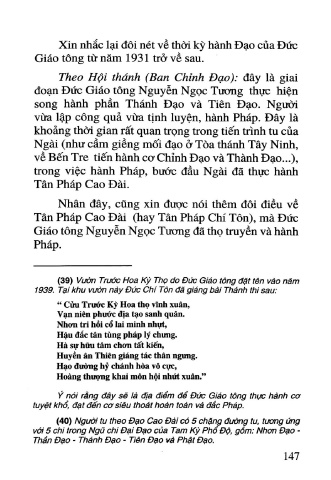 Xin nhắc lại đôi nét về thời kỳ hành Đạo của Đức
Giáo tông từ năm 1931 trở về sau.
Theo Hội thánh (Ban Chỉnh Đạo): đây là giai
đoạn Đức Giáo tông Nguyễn Ngọc Tương thực hiện
song hành phần Thánh Đạo và Tiên Đạo. Người
vừa lập công quả vừa tịnh luyện, hành Pháp. Đây là
khoảng thời gian rất quan trọng trong tiến trình tu của
Ngài (như cầm giềng mối đạo ở Tòa thánh Tây Ninh,
về Bến Tre tiến hành cơ Chỉnh Đạo và Thành Đạo...),
trong việc hành Pháp, bước đầu Ngài đã thực hành
Tân Pháp Cao Đài.
Nhân đây, cũng xin được nói thêm đôi điều về
Tân Pháp Cao Đài (hay Tân Pháp Chí Tôn), mà Đức
Giáo tông Nguyễn Ngọc Tương đã thọ truyền và hành
Pháp.
(39) Vườn Trước Hoa Kỳ Thọ do Đức Giáo tông đặt tên vào năm
1939. Tại khu vườn này Đức Chí Tôn đã giáng bài Thánh thi sau:
“ Cửu Trước Kỳ Hoa thọ vĩnh xuân,
Vạn niên phước địa tạo sanh quân.
Nhơn tri hồi cố lai minh nhựt,
Hậu đắc tân tùng pháp lý chưng.
Hà sự hữu tâm chơn tất kiến,
Huyền ẩn Thiên giáng tác thân ngưng.
Hạo đường hỷ chánh hòa vô cực,
Hoàng thượng khai môn hội nhứt xuân.”
Ý nói rằng đây sẽ là địa điểm để Đức Giáo tông thực hành cơ
tuyệt khổ, đạt đến cơ siêu thoát hoàn toàn và đắc Pháp.
(40) Người tu theo Đạo Cao Đài có 5 chặng đường tu, tương ứng
với 5 chi trong Ngũ chi Đại Đạo của Tam Kỳ Phổ Độ, gồm: Nhơn Đạo -
Thần Đạo - Thánh Đạo - Tiên Đạo và Phật Đạo.
147